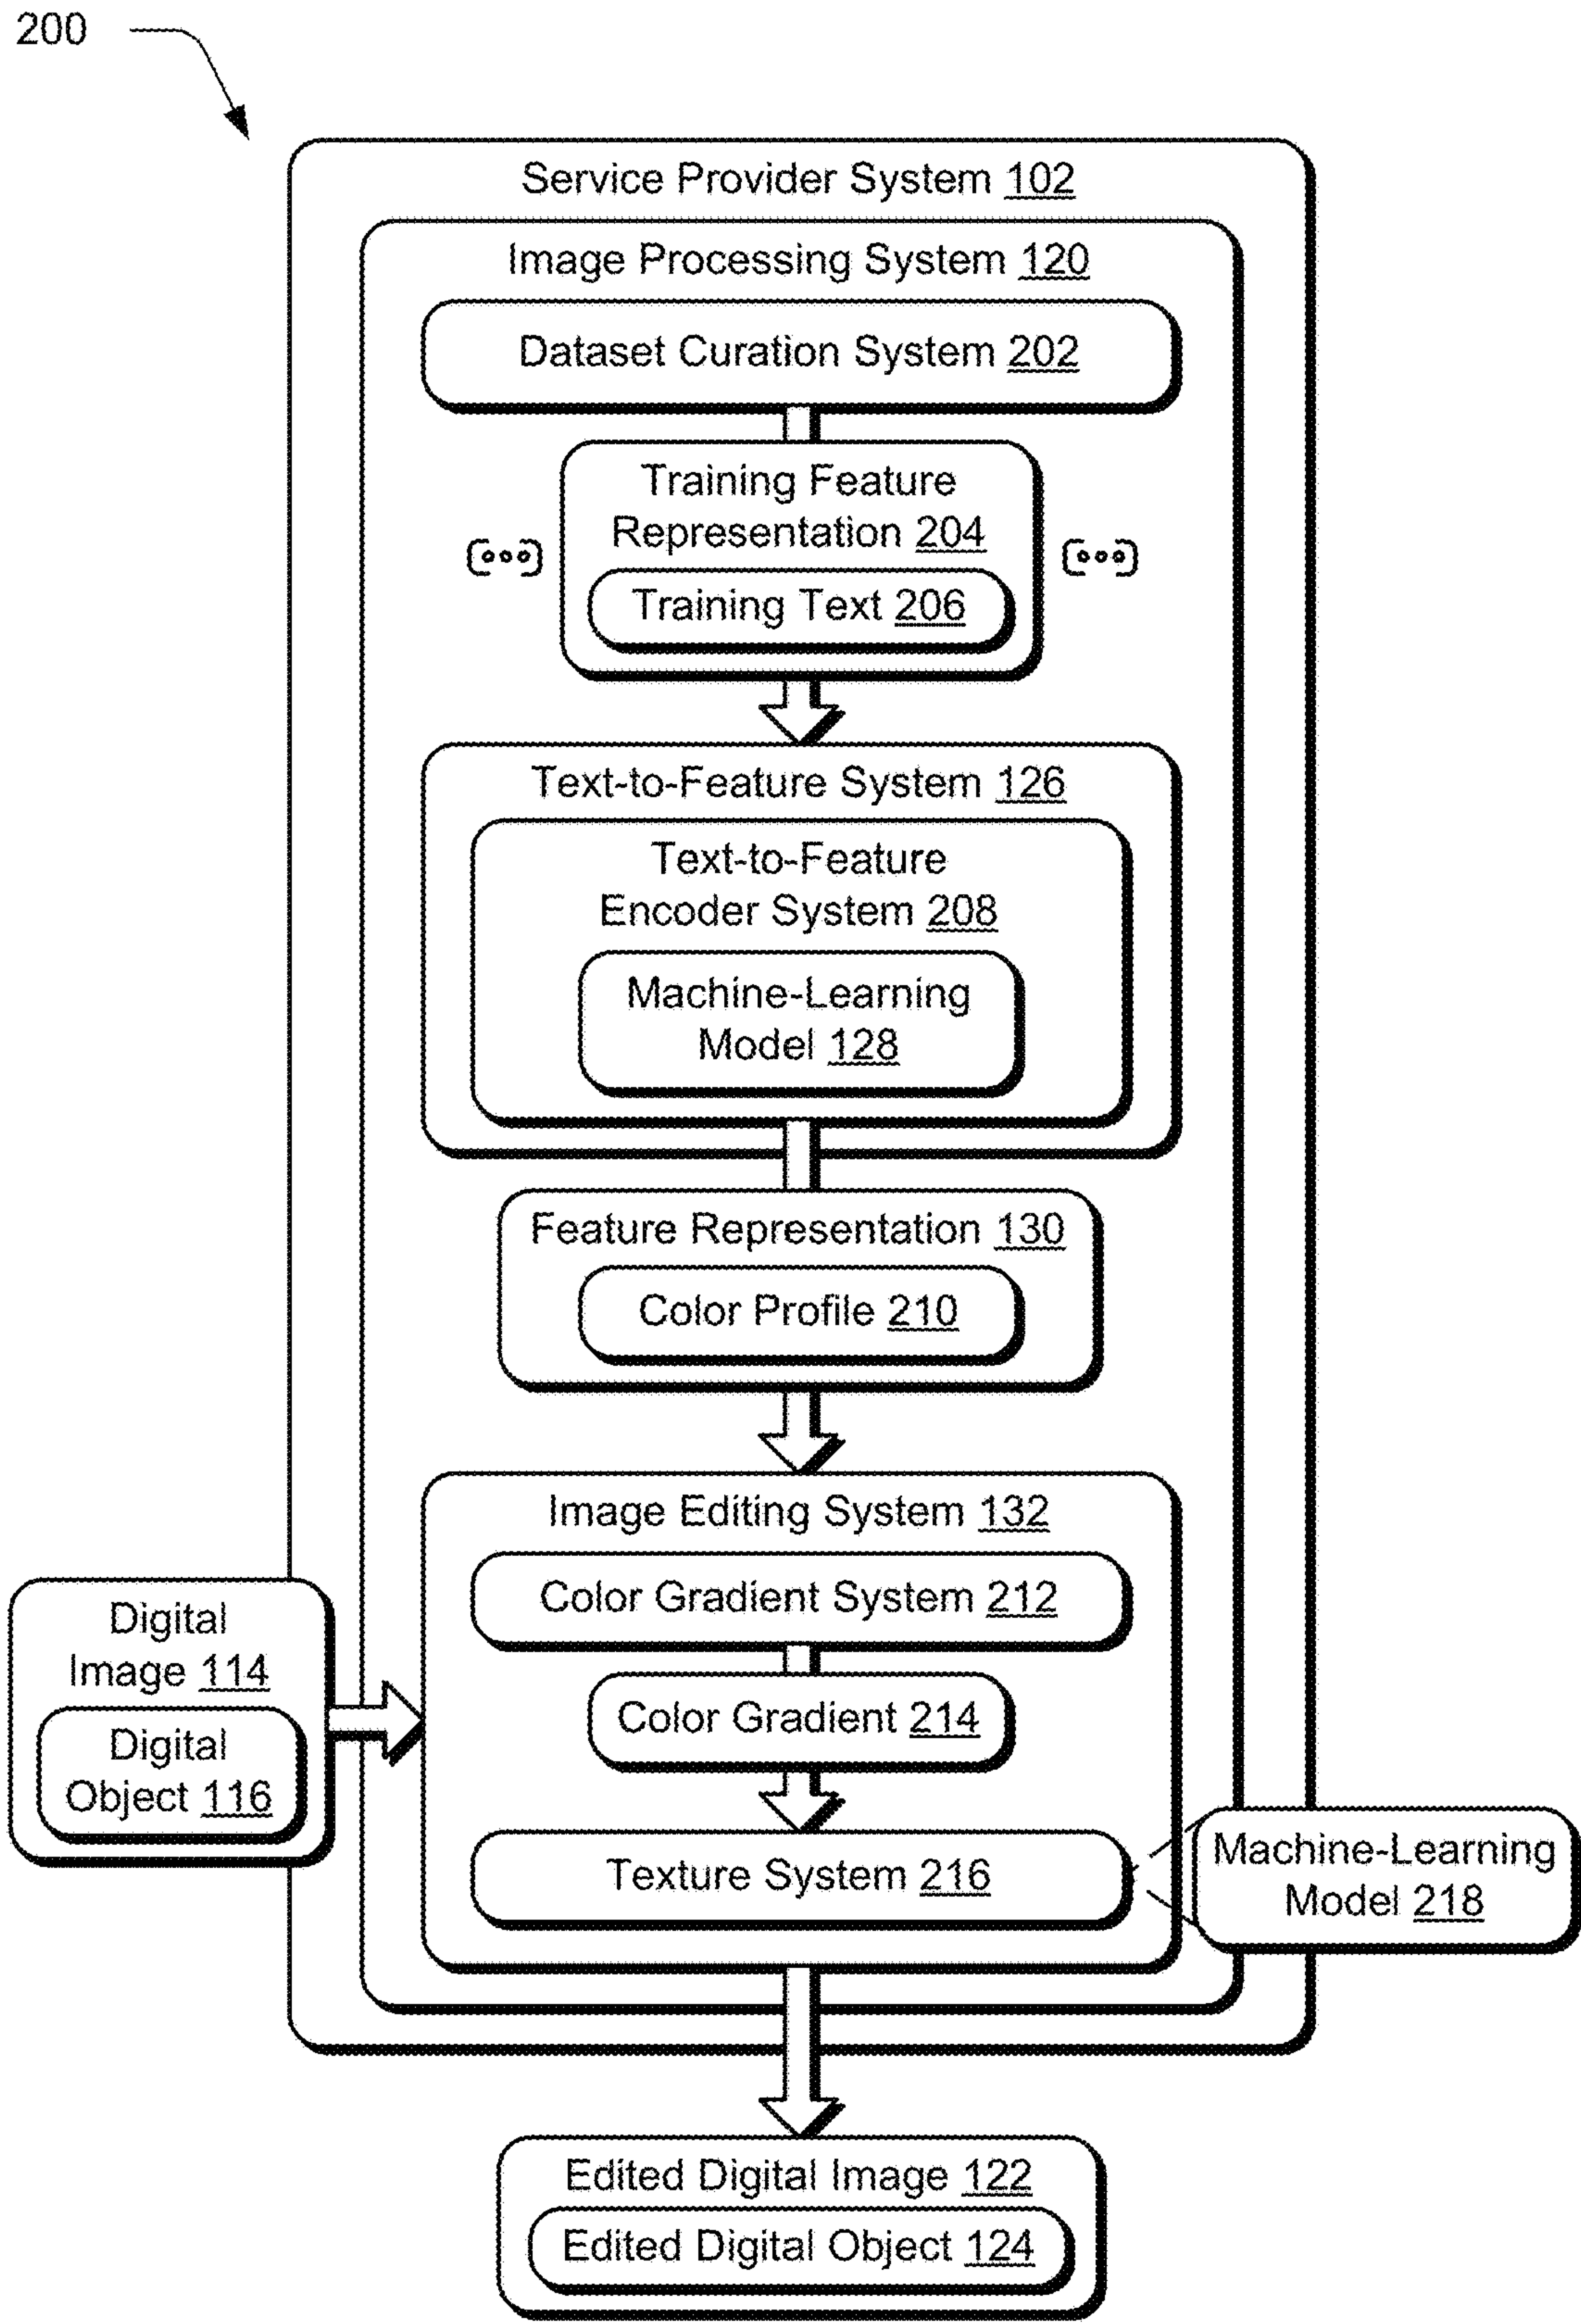 200
Service Provider System 102
Image Processing System 120
Dataset Curation System 202
Training Feature
Representation 204
Training Text 206
Text-to-Feature System 126
Text-to-Feature
Encoder System 208
Machine-Learning
Model 128
Feature Representation 130
Color Profile 210
Image Editing System 132
Color Gradient System 212
Digital
Image 114
Digital
Object 116
Color Gradient 214
Texture System 216
Machine-Learning
Model 218
Edited Digital Image 122
Edited Digital Object 124